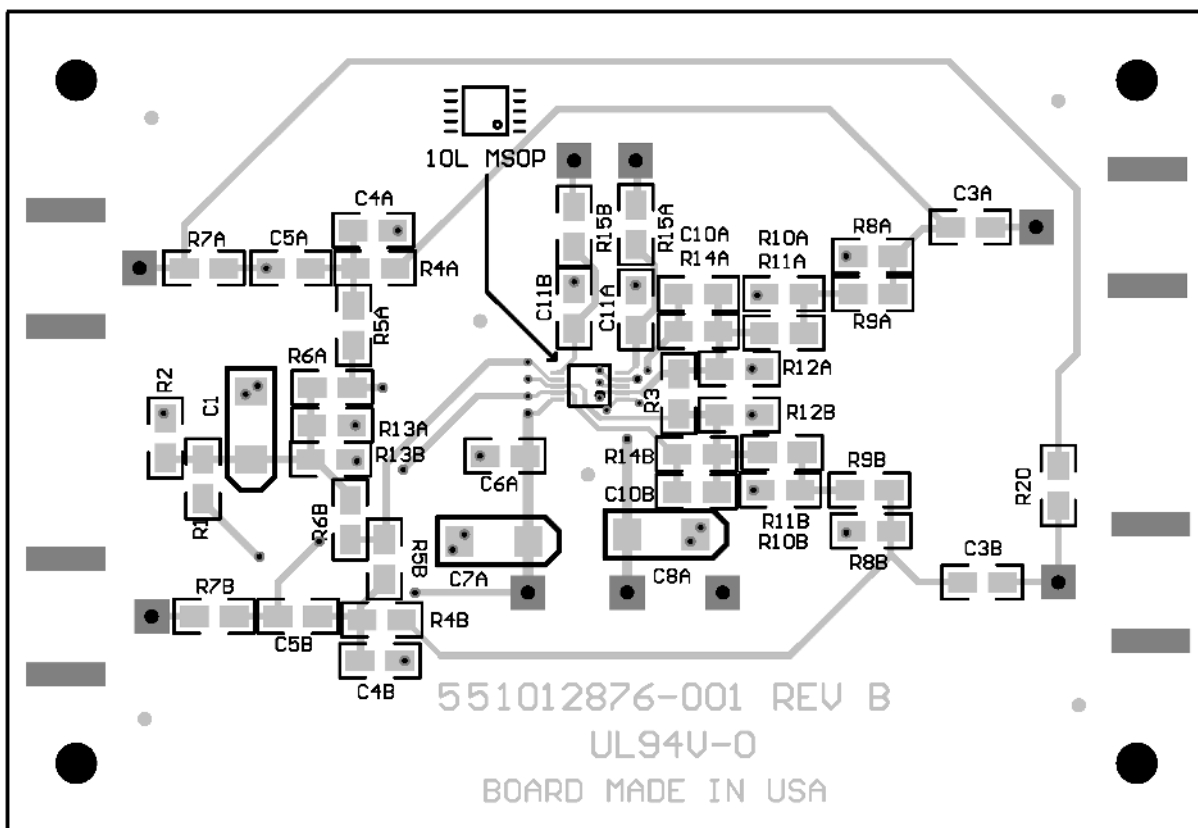 10L MSOP
C4A
R7A
C5A
R4A
R15B
R15A
C10A
R14A
R10A
R11A
R8A
C3A
R9A
C11B
C11A
R5A
R6A
R2
C1
R12A
R3
R12B
R13A
R13B
R14B
C10B
R9B
R20
R1
R6B
C6A
R5B
C7A
C8A
R11B
R10B
R8B
C3B
R7B
C5B
R4B
C4B
551012876-001 REV B
UL94V-0
BOARD MADE IN USA